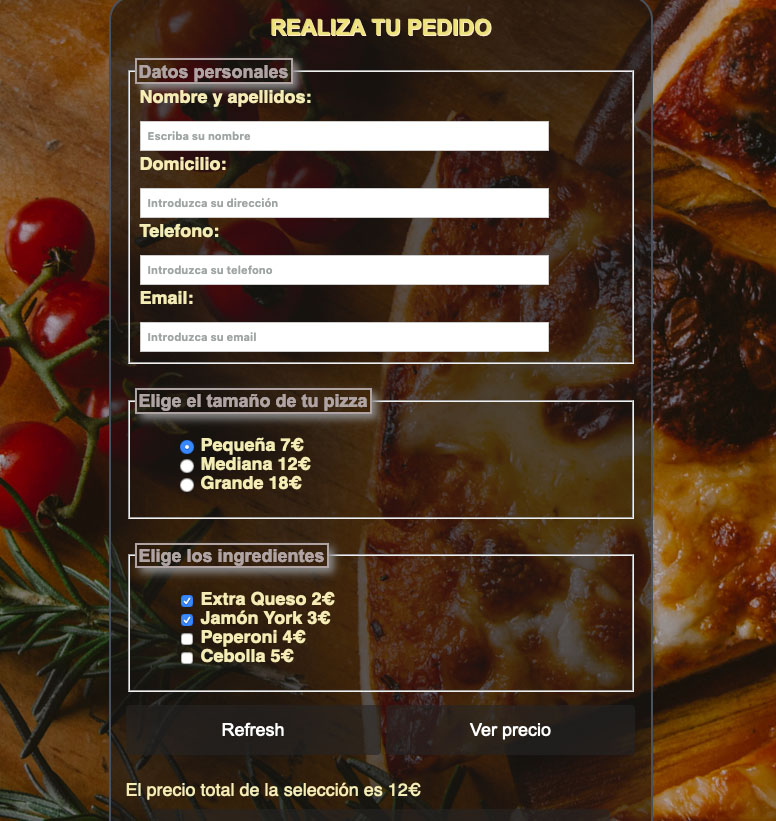 REALIZA TU PEDIDO
Datos personales
Nombre y apellidos:
Escriba su nombre
Domicilio:
Introduzca su dirección
Telefono:
Introduzca su telefono
Email:
Introduzca su email
Elige el tamaño de tu pizza
Pequeña 7€
Mediana 12€
Grande 18€
Elige los ingredientes
Extra Queso 2€
Jamón York 3€
Peperoni 4€
Cebolla 5€
Refresh Ver precio
El precio total de la selección es 12€